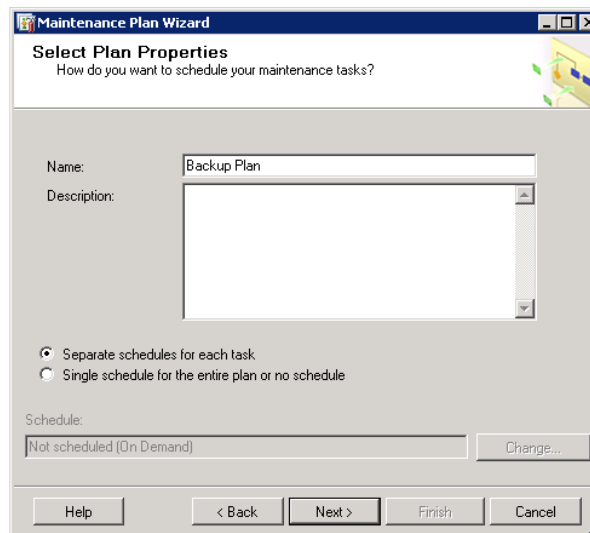 Maintenance Plan Wizard
Select Plan Properties
How do you want to schedule your maintenance tasks?
Name:
Backup Plan
Description:
Separate schedules for each task
Single schedule for the entire plan or no schedule
Schedule:
Not scheduled (On Demand)
Change...
Help
< Back
Next >
Finish
Cancel